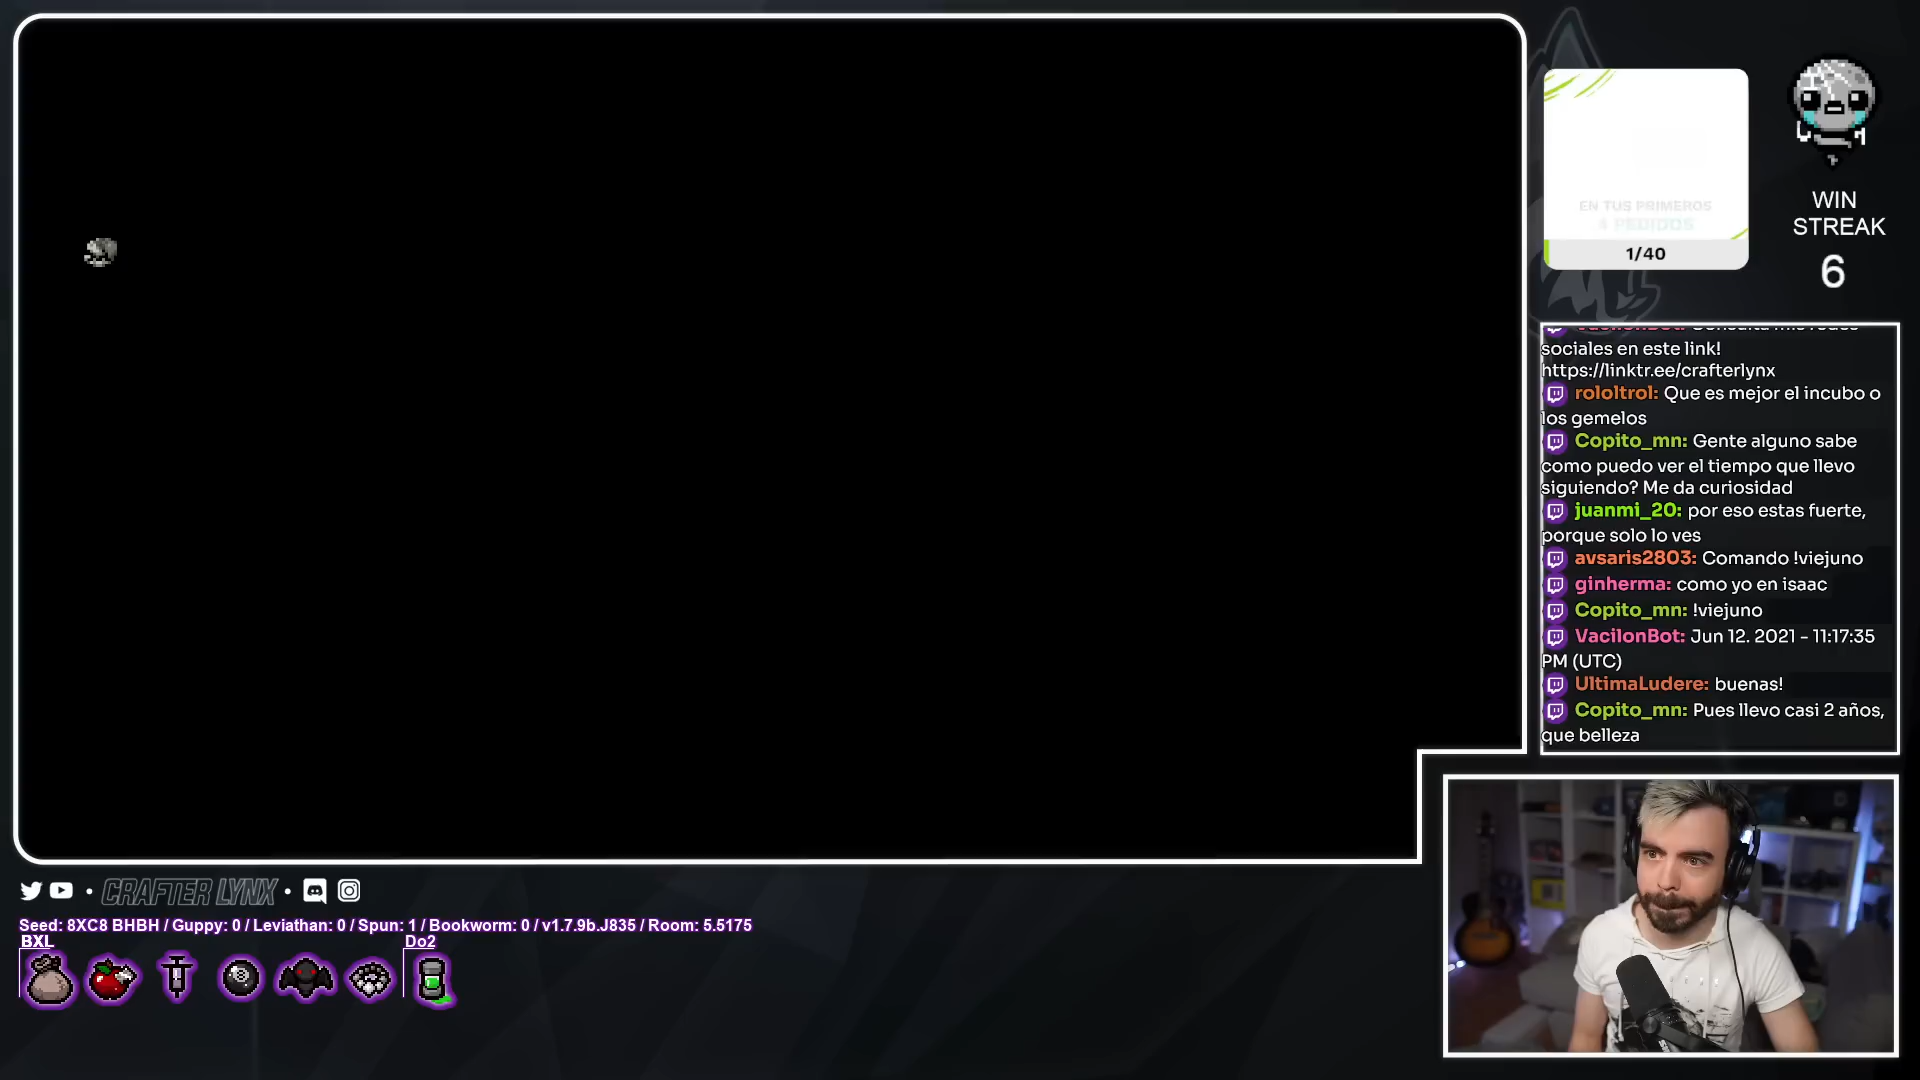 EN TUS PRIMEROS
4 PEDIDOS
1/40
WIN
STREAK
6
sociales en este link!
https://linktr.ee/crafterlynx
rololtrol: Que es mejor el incubo o
los gemelos
Copito_mn: Gente alguno sabe
como puedo ver el tiempo que llevo
siguiendo? Me da curiosidad
juanmi_20: por eso estas fuerte,
porque solo lo ves
avsaris2803: Comando !viejuno
ginherma: como yo en isaac
Copito_mn: !viejuno
VacilonBot: Jun 12. 2021 - 11:17:35
PM (UTC)
UltimaLudere: buenas!
Copito_mn: Pues llevo casi 2 años,
que belleza
CRAFTER LYNX
Seed: 8XC8 BHBH / Guppy: 0 / Leviathan: 0 / Spun: 1 / Bookworm: 0 / v1.7.9b.J835 / Room: 5.5175
BXL
Do2